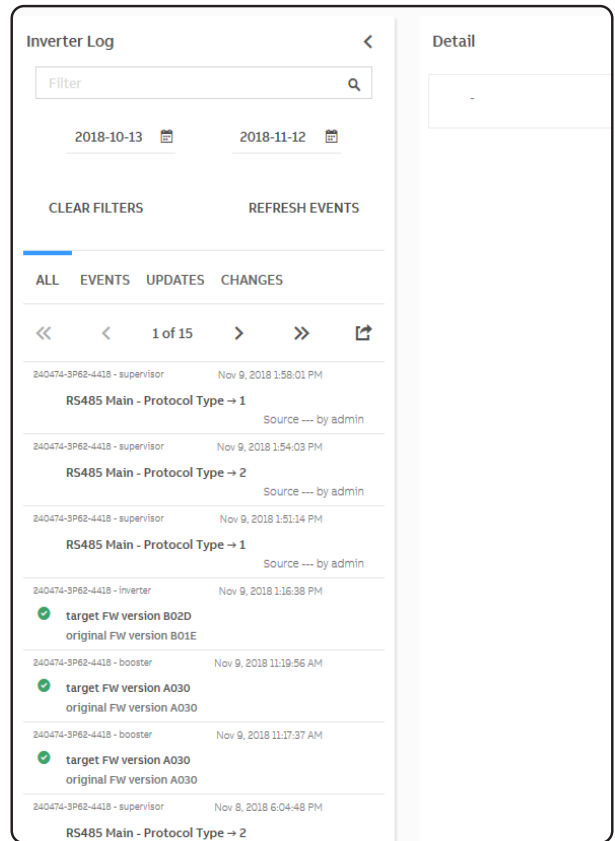 Inverter Log
Detail
Filter
-
2018-10-13 2018-11-12
CLEAR FILTERS REFRESH EVENTS
ALL EVENTS UPDATES CHANGES
1 of 15
240474-3P62-4418 - supervisor Nov 9, 2018 1:58:01 PM
RS485 Main - Protocol Type → 1
Source --- by admin
240474-3P62-4418 - supervisor Nov 9, 2018 1:54:03 PM
RS485 Main - Protocol Type → 2
Source --- by admin
240474-3P62-4418 - supervisor Nov 9, 2018 1:51:14 PM
RS485 Main - Protocol Type → 1
Source --- by admin
240474-3P62-4418 - inverter Nov 9, 2018 1:16:38 PM
target FW version B02D
original FW version B01E
240474-3P62-4418 - booster Nov 9, 2018 11:19:56 AM
target FW version A030
original FW version A030
240474-3P62-4418 - booster Nov 9, 2018 11:17:37 AM
target FW version A030
original FW version A030
240474-3P62-4418 - supervisor Nov 8, 2018 6:04:48 PM
RS485 Main - Protocol Type → 2